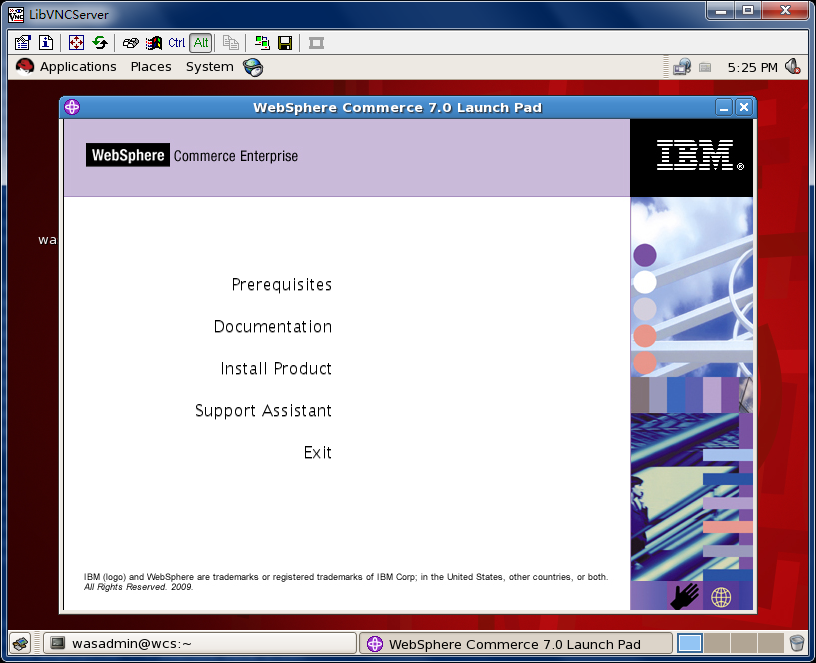 LibVNCServer
Ctrl Alt
Applications Places System 5:25 PM
WebSphere Commerce 7.0 Launch Pad
WebSphere Commerce Enterprise
IBM®
wa
Prerequisites
Documentation
Install Product
Support Assistant
Exit
IBM (logo) and WebSphere are trademarks or registered trademarks of IBM Corp; in the United States, other countries, or both.
All Rights Reserved. 2009.
wasadmin@wcs:~ WebSphere Commerce 7.0 Launch Pad